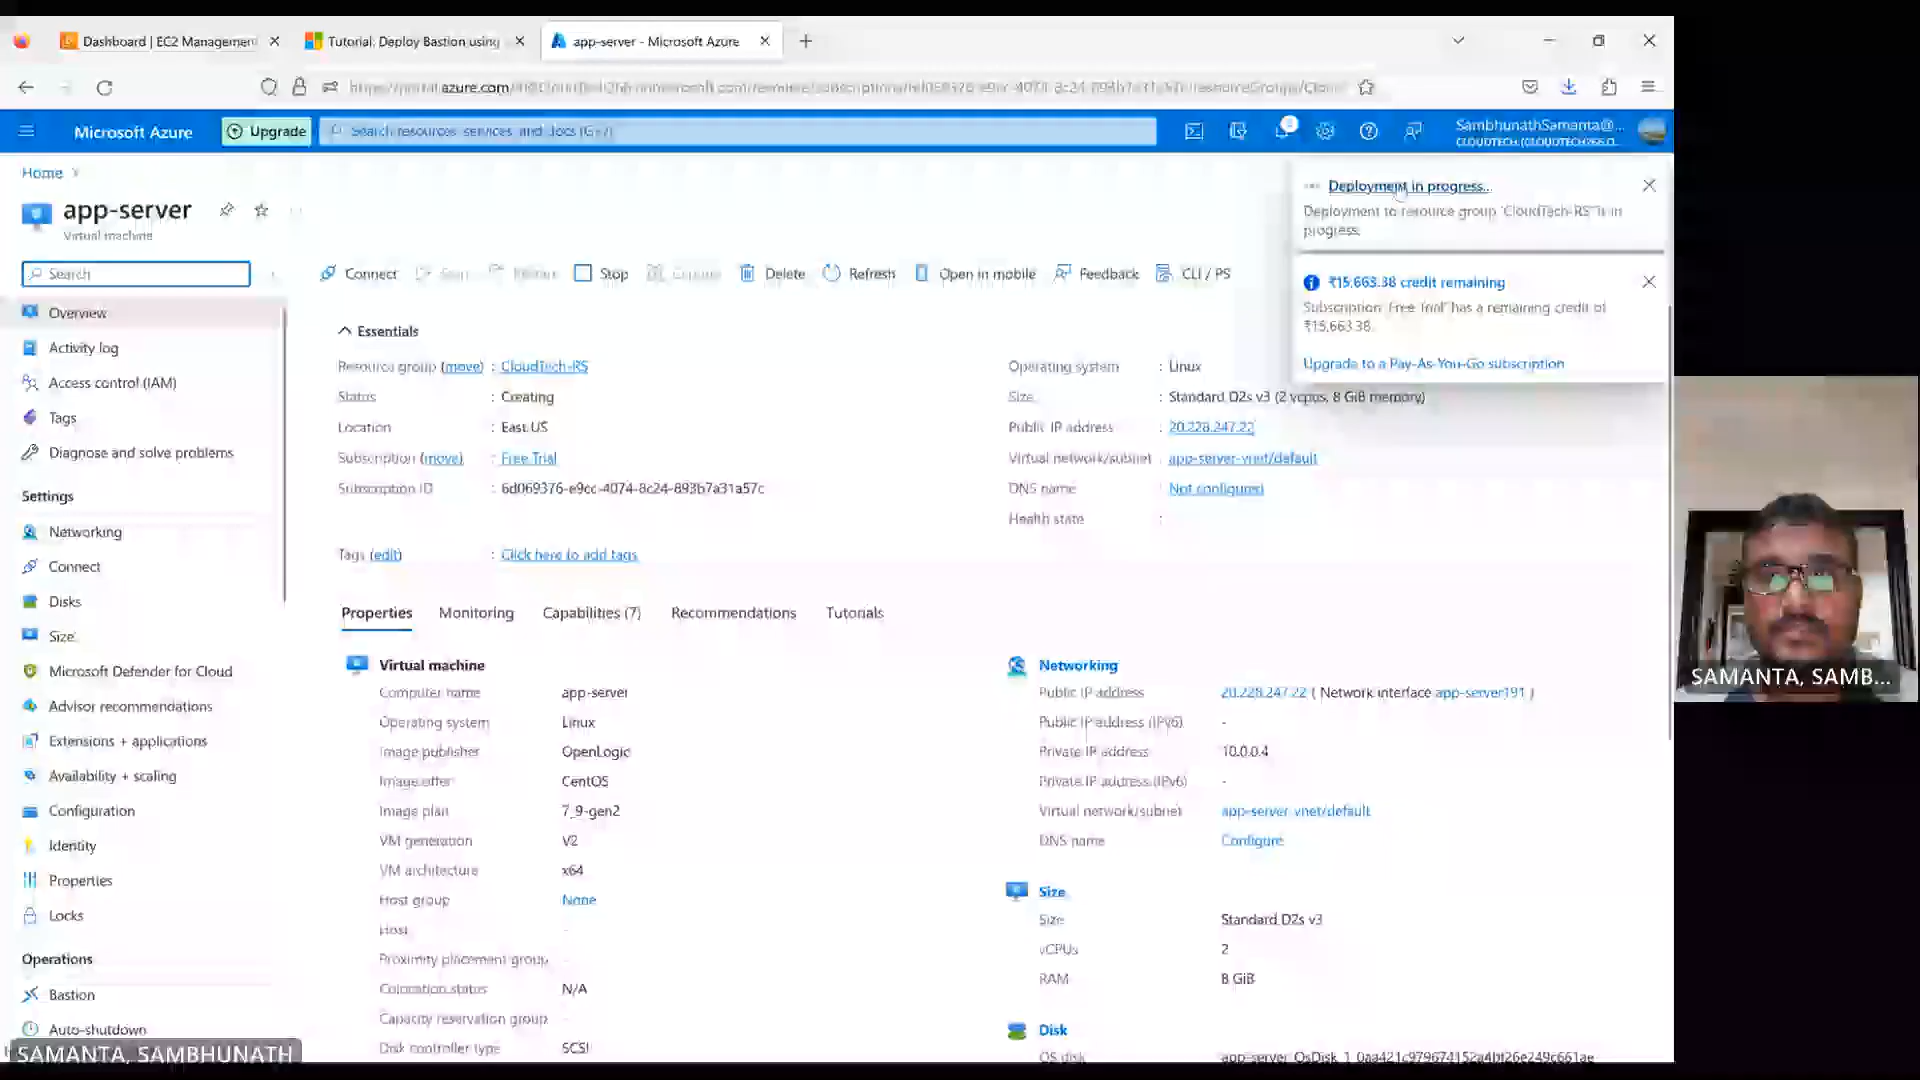 Dashboard | EC2 Management
Tutorial: Deploy Bastion using
app-server - Microsoft Azure
Microsoft Azure
Upgrade
Search resources, services, and docs (G+/)
SambhunathSamanta@...
Home
app-server
Virtual machine
Search
Connect
Stop
Delete
Refresh
Open in mobile
Feedback
CLI / PS
Deployment in progress...
Deployment to resource group 'CloudTech-RS' is in
progress.
₹15,663.38 credit remaining
Subscription 'Free Trial' has a remaining credit of
₹15,663.38.
Upgrade to a Pay-As-You-Go subscription
Overview
Activity log
Access control (IAM)
Tags
Diagnose and solve problems
Settings
Networking
Connect
Disks
Size
Microsoft Defender for Cloud
Advisor recommendations
Extensions + applications
Availability + scaling
Configuration
Identity
Properties
Locks
Operations
Bastion
Auto-shutdown
Essentials
Resource group (move) : CloudTech-RS
Status : Creating
Location : East US
Subscription (move) : Free Trial
Subscription ID : 6d069376-e9cc-4074-8c24-893b7a31a57c
Tags (edit) : Click here to add tags
Operating system : Linux
Size : Standard D2s v3 (2 vcpus, 8 GiB memory)
Public IP address : 20.228.247.22
Virtual network/subnet : app-server-vnet/default
DNS name : Not configured
Health state :
Properties
Monitoring
Capabilities (7)
Recommendations
Tutorials
Virtual machine
Computer name app-server
Operating system Linux
Image publisher OpenLogic
Image offer CentOS
Image plan 7_9-gen2
VM generation V2
VM architecture x64
Host group None
Host -
Proximity placement group -
Colocation status N/A
Capacity reservation group -
Disk controller type SCSI
Networking
Public IP address 20.228.247.22 ( Network interface app-server191 )
Public IP address (IPv6) -
Private IP address 10.0.0.4
Private IP address (IPv6) -
Virtual network/subnet app-server-vnet/default
DNS name Configure
Size
Size Standard D2s v3
vCPUs 2
RAM 8 GiB
Disk
OS disk app-server_OsDisk_1_0aa421c979674152a4bf26e249c661ae
SAMANTA, SAMB...
SAMANTA, SAMBHUNATH